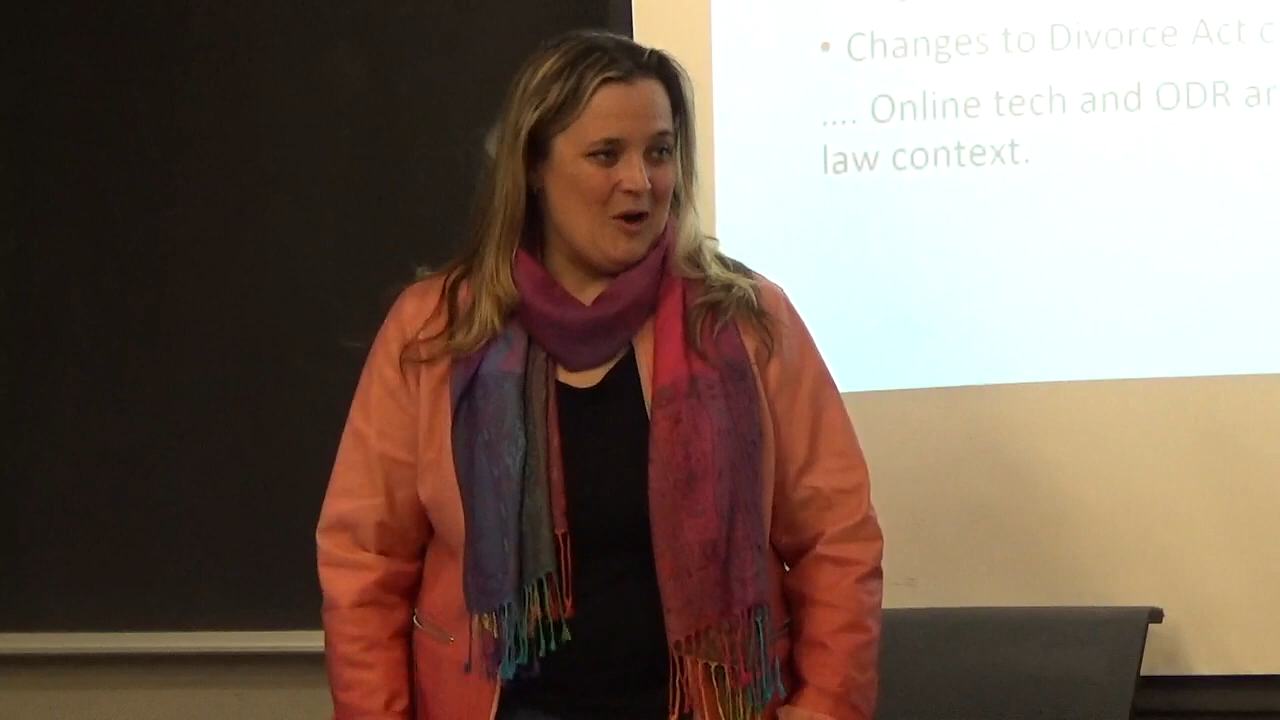 • Changes to Divorce Act
.... Online tech and ODR
law context.